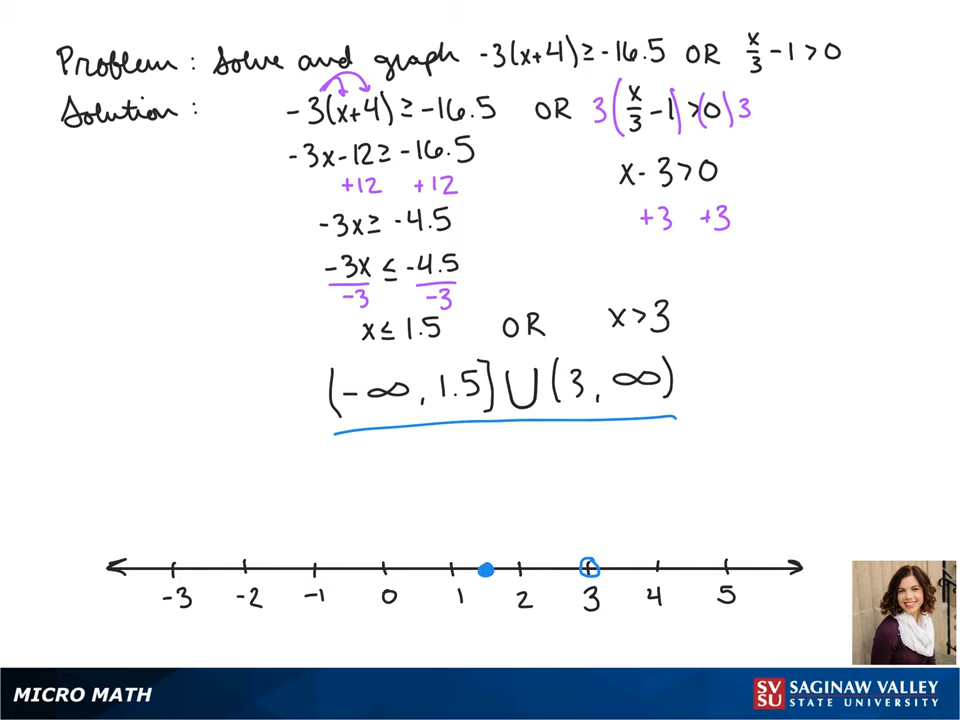 Problem: Solve and graph -3(x+4) ≥ -16.5 OR x/3 - 1 > 0
Solution: -3(x+4) ≥ -16.5 OR 3(x/3 - 1) > (0)3
-3x-12 ≥ -16.5
x - 3 > 0
+12 +12
+3 +3
-3x ≥ -4.5
-3x/-3 ≤ -4.5/-3
x ≤ 1.5 OR x > 3
(-∞, 1.5] ∪ (3, ∞)
-3 -2 -1 0 1 2 3 4 5
MICRO MATH
SV SU SAGINAW VALLEY
STATE UNIVERSITY